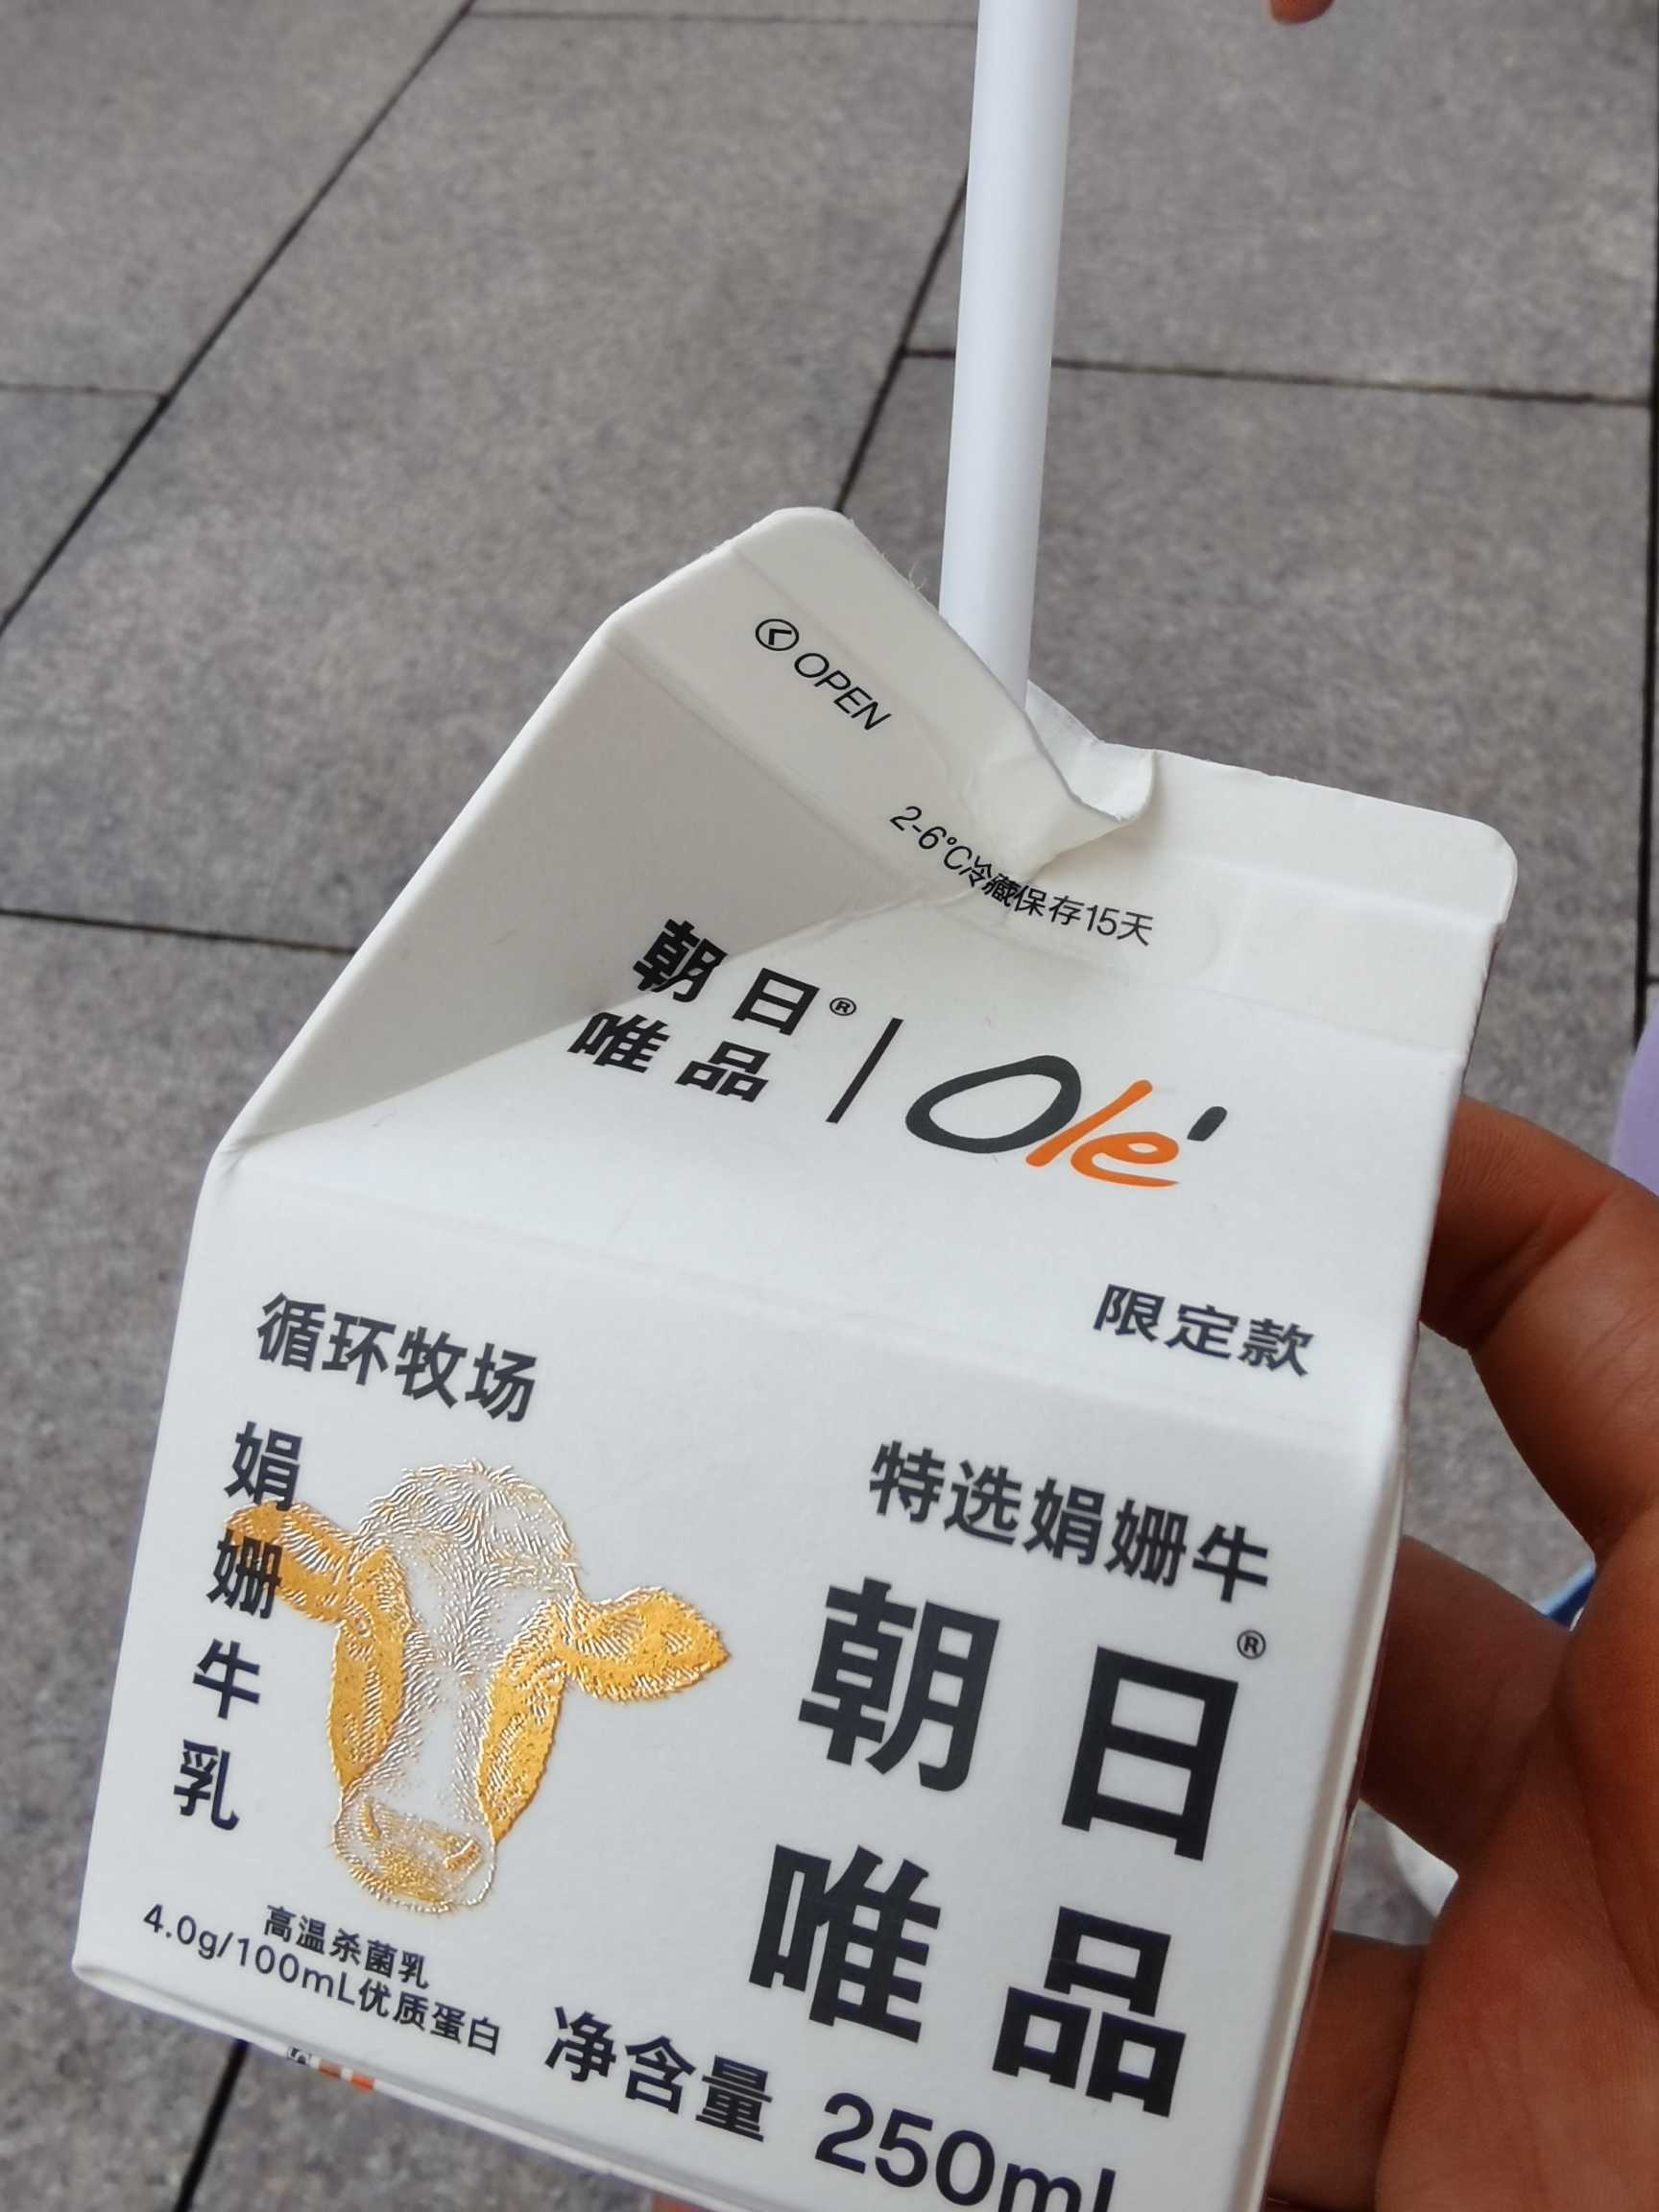 OPEN
2-6℃冷藏保存15天
朝日®
唯品
Olé
限定款
循环牧场
娟姗牛乳
特选娟姗牛
朝日®
唯品
高温杀菌乳
4.0g/100mL优质蛋白
净含量 250mL